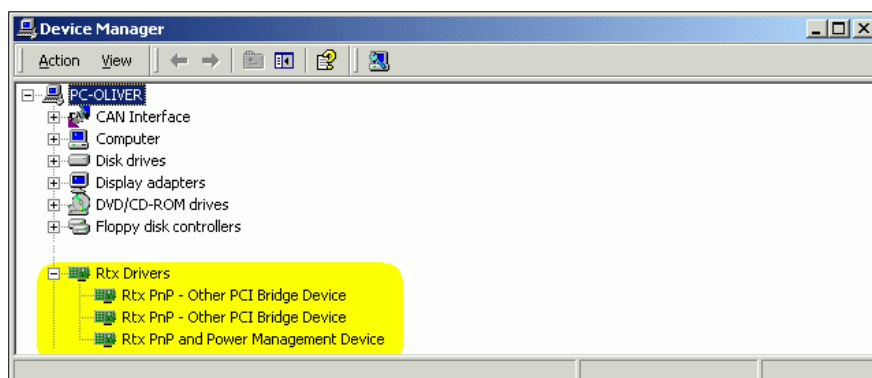 Device Manager
Action View
PC-OLIVER
CAN Interface
Computer
Disk drives
Display adapters
DVD/CD-ROM drives
Floppy disk controllers
Rtx Drivers
Rtx PnP - Other PCI Bridge Device
Rtx PnP - Other PCI Bridge Device
Rtx PnP and Power Management Device